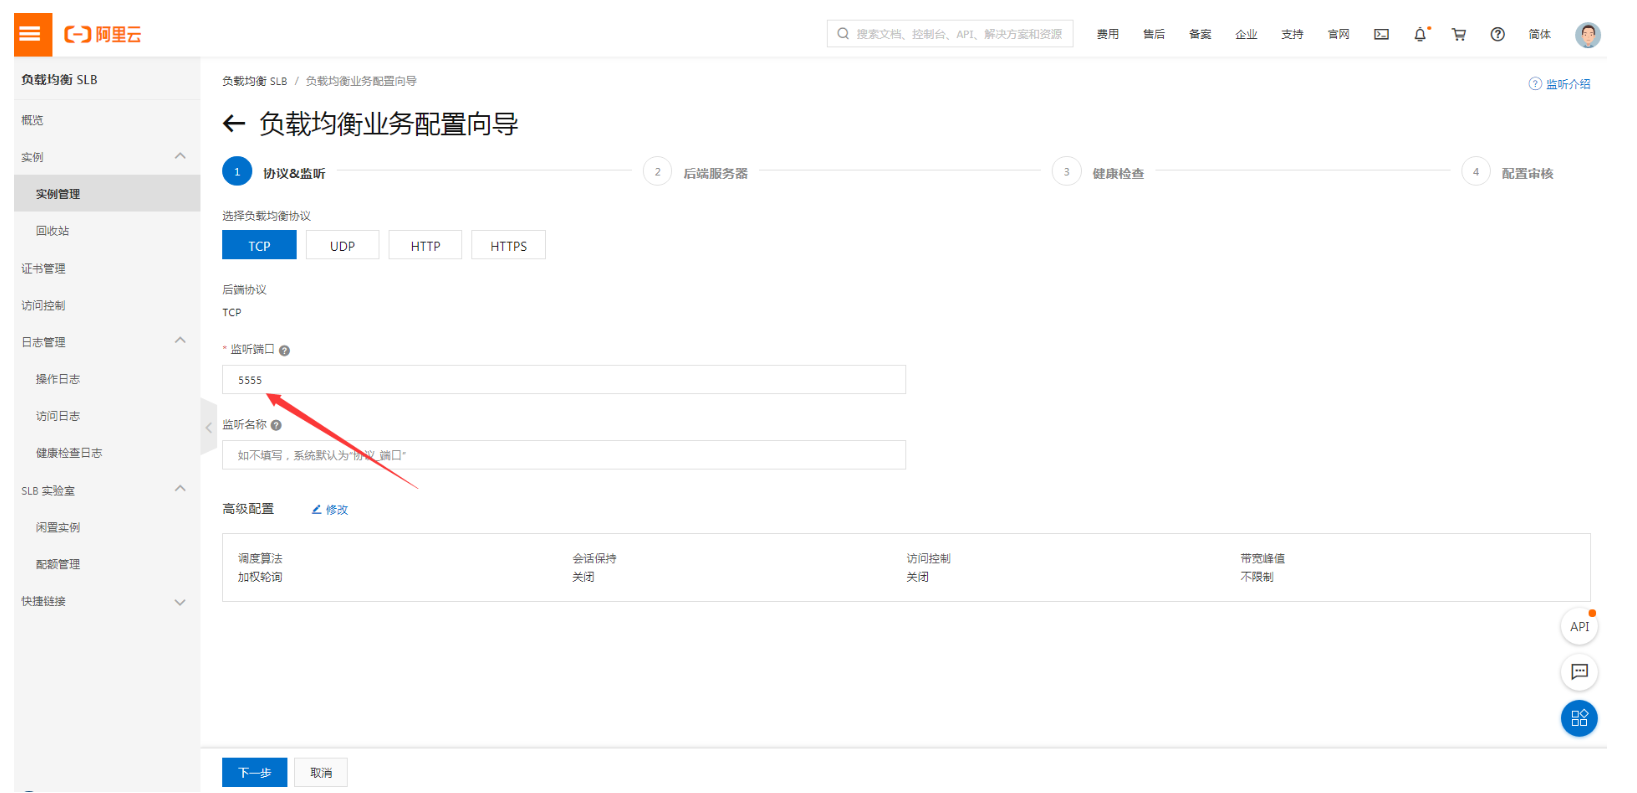 阿里云
搜索文档、控制台、API、解决方案和资源
费用
售后
备案
企业
支持
官网
简体
负载均衡 SLB
概览
实例
实例管理
回收站
证书管理
访问控制
日志管理
操作日志
访问日志
健康检查日志
SLB 实验室
闲置实例
配额管理
快捷链接
负载均衡 SLB / 负载均衡业务配置向导
监听介绍
← 负载均衡业务配置向导
1 协议&监听
2 后端服务器
3 健康检查
4 配置审核
选择负载均衡协议
TCP UDP HTTP HTTPS
后端协议
TCP
* 监听端口
5555
监听名称
如不填写，系统默认为“协议_端口”
高级配置 修改
调度算法 会话保持 访问控制 带宽峰值
加权轮询 关闭 关闭 不限制
API
下一步 取消